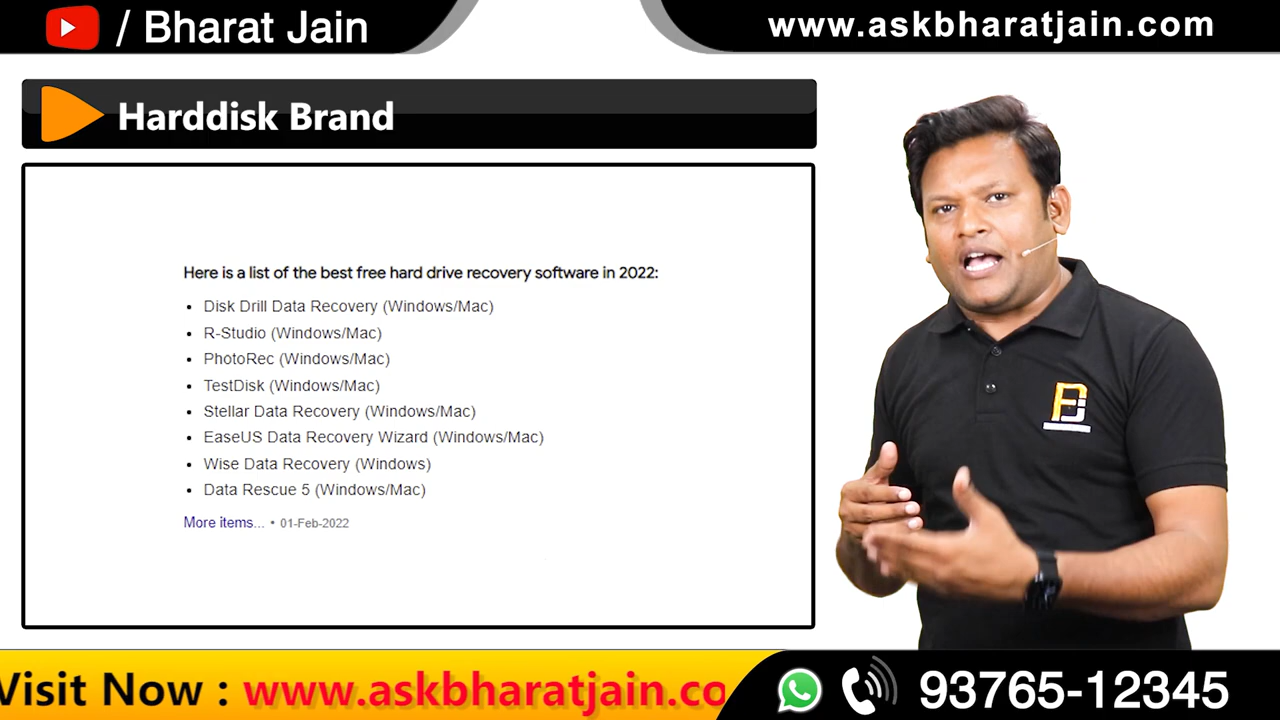 / Bharat Jain
www.askbharatjain.com
Harddisk Brand
Here is a list of the best free hard drive recovery software in 2022:
• Disk Drill Data Recovery (Windows/Mac)
• R-Studio (Windows/Mac)
• PhotoRec (Windows/Mac)
• TestDisk (Windows/Mac)
• Stellar Data Recovery (Windows/Mac)
• EaseUS Data Recovery Wizard (Windows/Mac)
• Wise Data Recovery (Windows)
• Data Rescue 5 (Windows/Mac)
More items... • 01-Feb-2022
Visit Now : www.askbharatjain.co
93765-12345